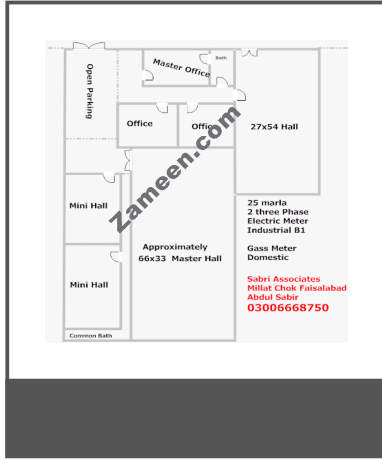 Bath
Master Office
Open Parking
Office
Office
27x54 Hall
Zameen.com
Mini Hall
Approximately
66x33 Master Hall
Mini Hall
Common Bath
25 marla
2 three Phase
Electric Meter
Industrial B1
Gass Meter
Domestic
Sabri Associates
Millat Chok Faisalabad
Abdul Sabir
03006668750